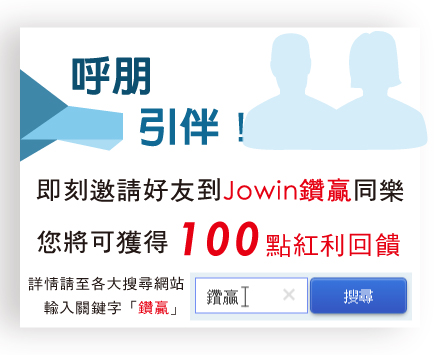 呼朋
引伴！
即刻邀請好友到Jowin鑽贏同樂
您將可獲得 100 點紅利回饋
詳情請至各大搜尋網站
輸入關鍵字「鑽贏」
鑽贏
搜尋